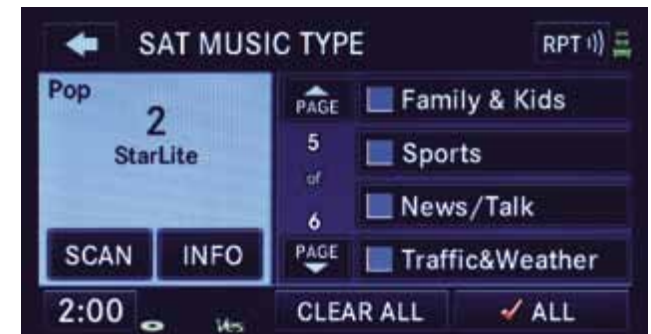 SAT MUSIC TYPE
RPT
Pop
2
StarLite
SCAN
INFO
PAGE
5
of
6
PAGE
Family & Kids
Sports
News/Talk
Traffic&Weather
2:00
Yes
CLEAR ALL
ALL